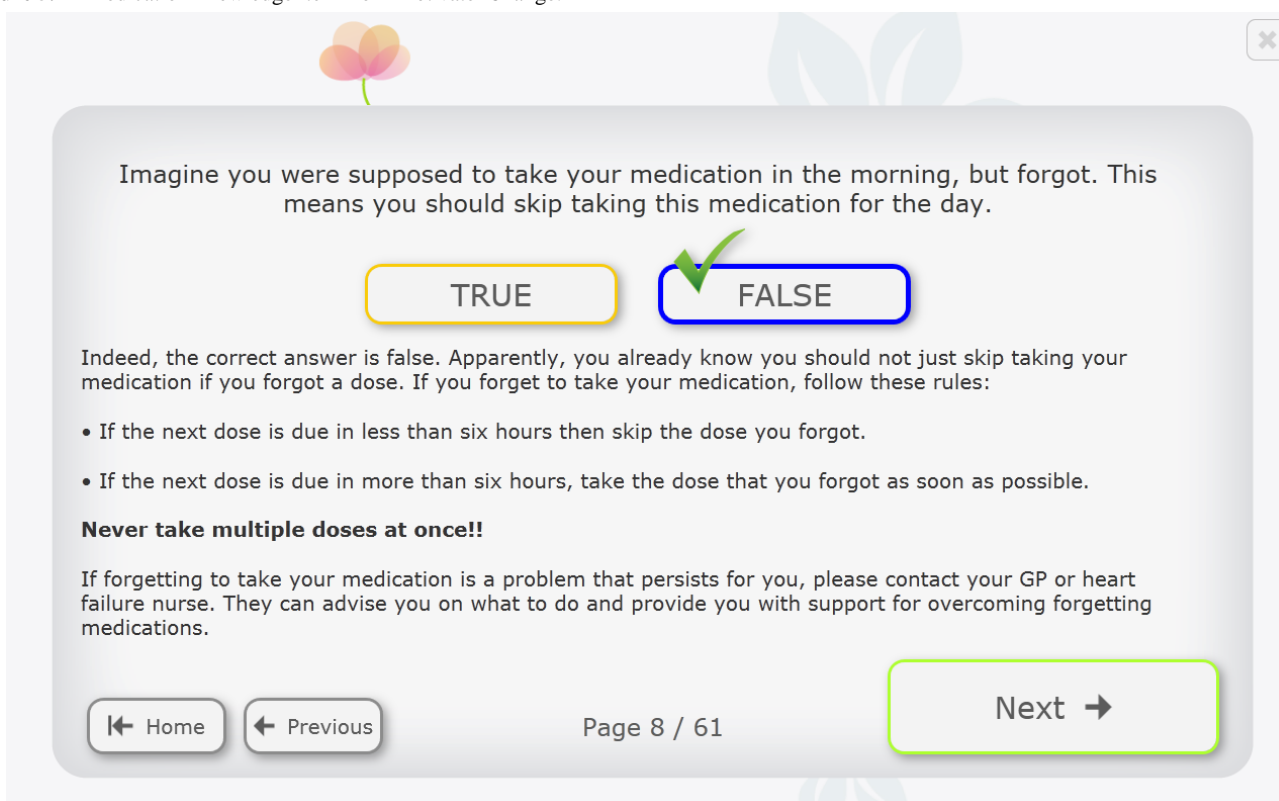 Imagine you were supposed to take your medication in the morning, but forgot. This
means you should skip taking this medication for the day.
TRUE
FALSE
Indeed, the correct answer is false. Apparently, you already know you should not just skip taking your
medication if you forgot a dose. If you forget to take your medication, follow these rules:
• If the next dose is due in less than six hours then skip the dose you forgot.
• If the next dose is due in more than six hours, take the dose that you forgot as soon as possible.
Never take multiple doses at once!!
If forgetting to take your medication is a problem that persists for you, please contact your GP or heart
failure nurse. They can advise you on what to do and provide you with support for overcoming forgetting
medications.
Home
Previous
Page 8 / 61
Next